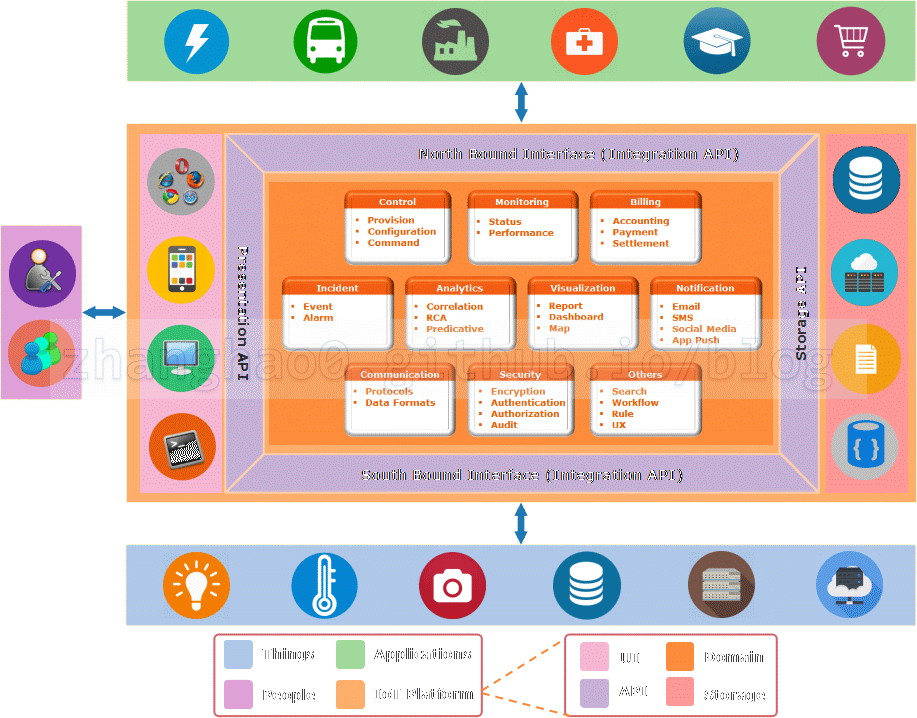 North Bound Interface (Integration API)
Presentation API
Storage API
Control
Provision
Configuration
Command
Monitoring
Status
Performance
Billing
Accounting
Payment
Settlement
Incident
Event
Alarm
Analytics
Correlation
RCA
Predicative
Visualization
Report
Dashboard
Map
Notification
Email
SMS
Social Media
App Push
zhanghao0.github.io/blog
Communication
Protocols
Data Formats
Security
Encryption
Authentication
Authorization
Audit
Others
Search
Workflow
Rule
UX
South Bound Interface (Integration API)
Things
Applications
People
IoT Platform
UI
Domain
API
Storage